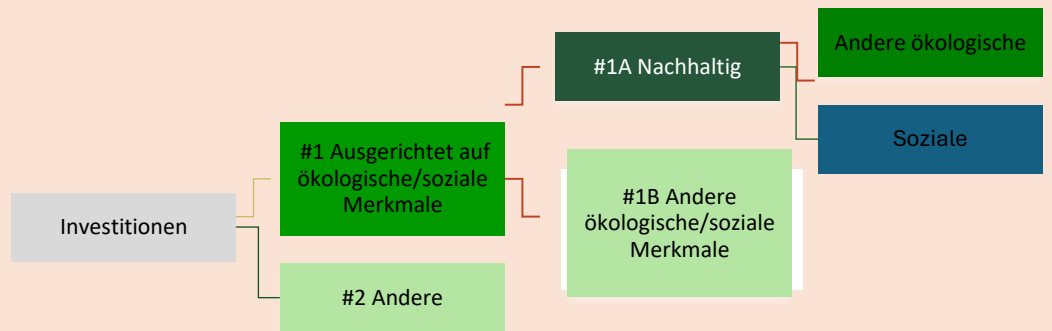 Andere ökologische
#1A Nachhaltig
Soziale
#1 Ausgerichtet auf
ökologische/soziale
Merkmale
#1B Andere
ökologische/soziale
Merkmale
Investitionen
#2 Andere